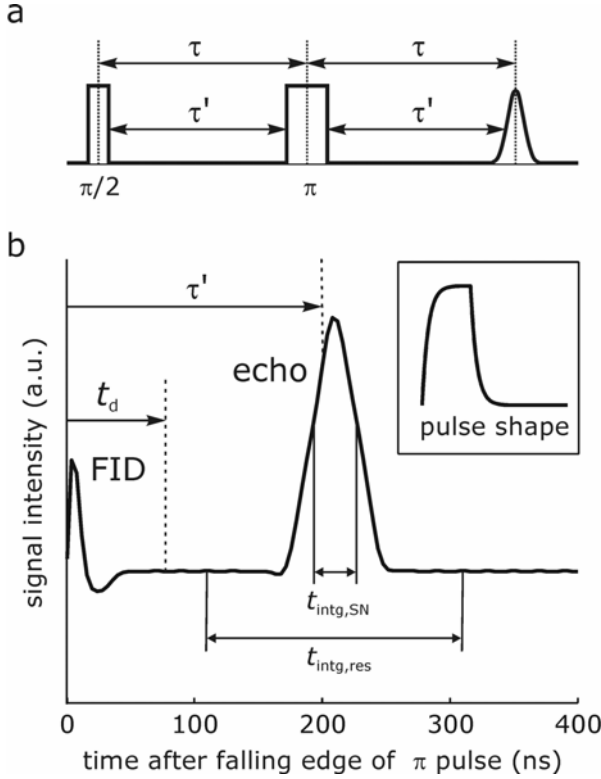 a
τ τ
τ' τ'
π/2 π
b
τ'
echo
t_d
FID
pulse shape
signal intensity (a.u.)
t_intg,SN
t_intg,res
0 100 200 300 400
time after falling edge of π pulse (ns)